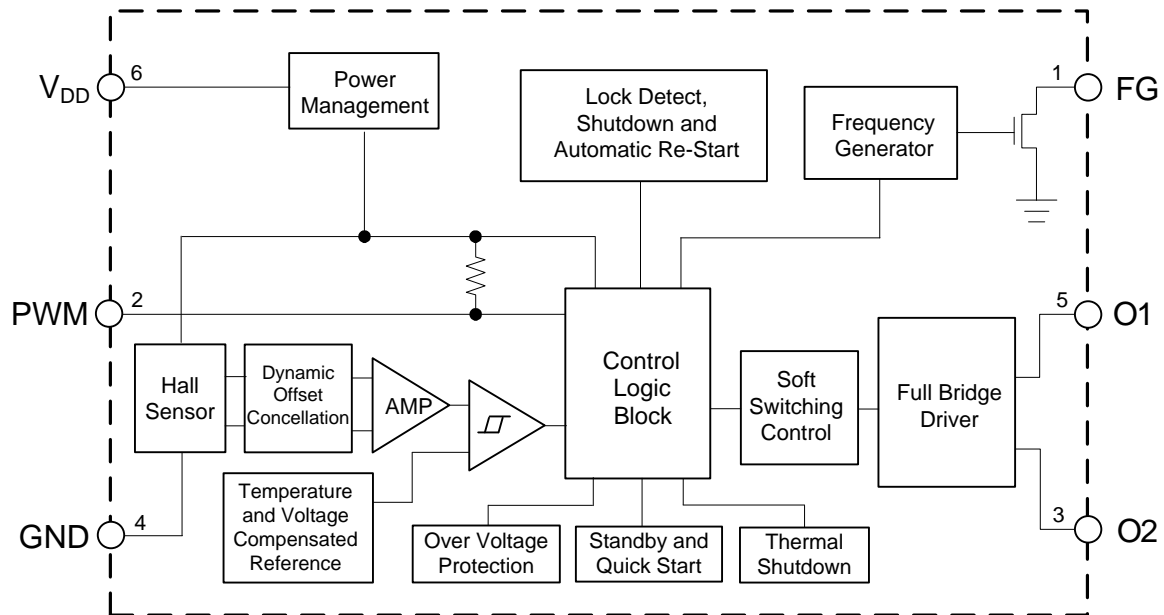 V_DD
6
Power
Management
Lock Detect,
Shutdown and
Automatic Re-Start
Frequency
Generator
1
FG
PWM
2
5
O1
Hall
Sensor
Dynamic
Offset
Concellation
AMP
Control
Logic
Block
Soft
Switching
Control
Full Bridge
Driver
GND
4
Temperature
and Voltage
Compensated
Reference
Over Voltage
Protection
Standby and
Quick Start
Thermal
Shutdown
3
O2